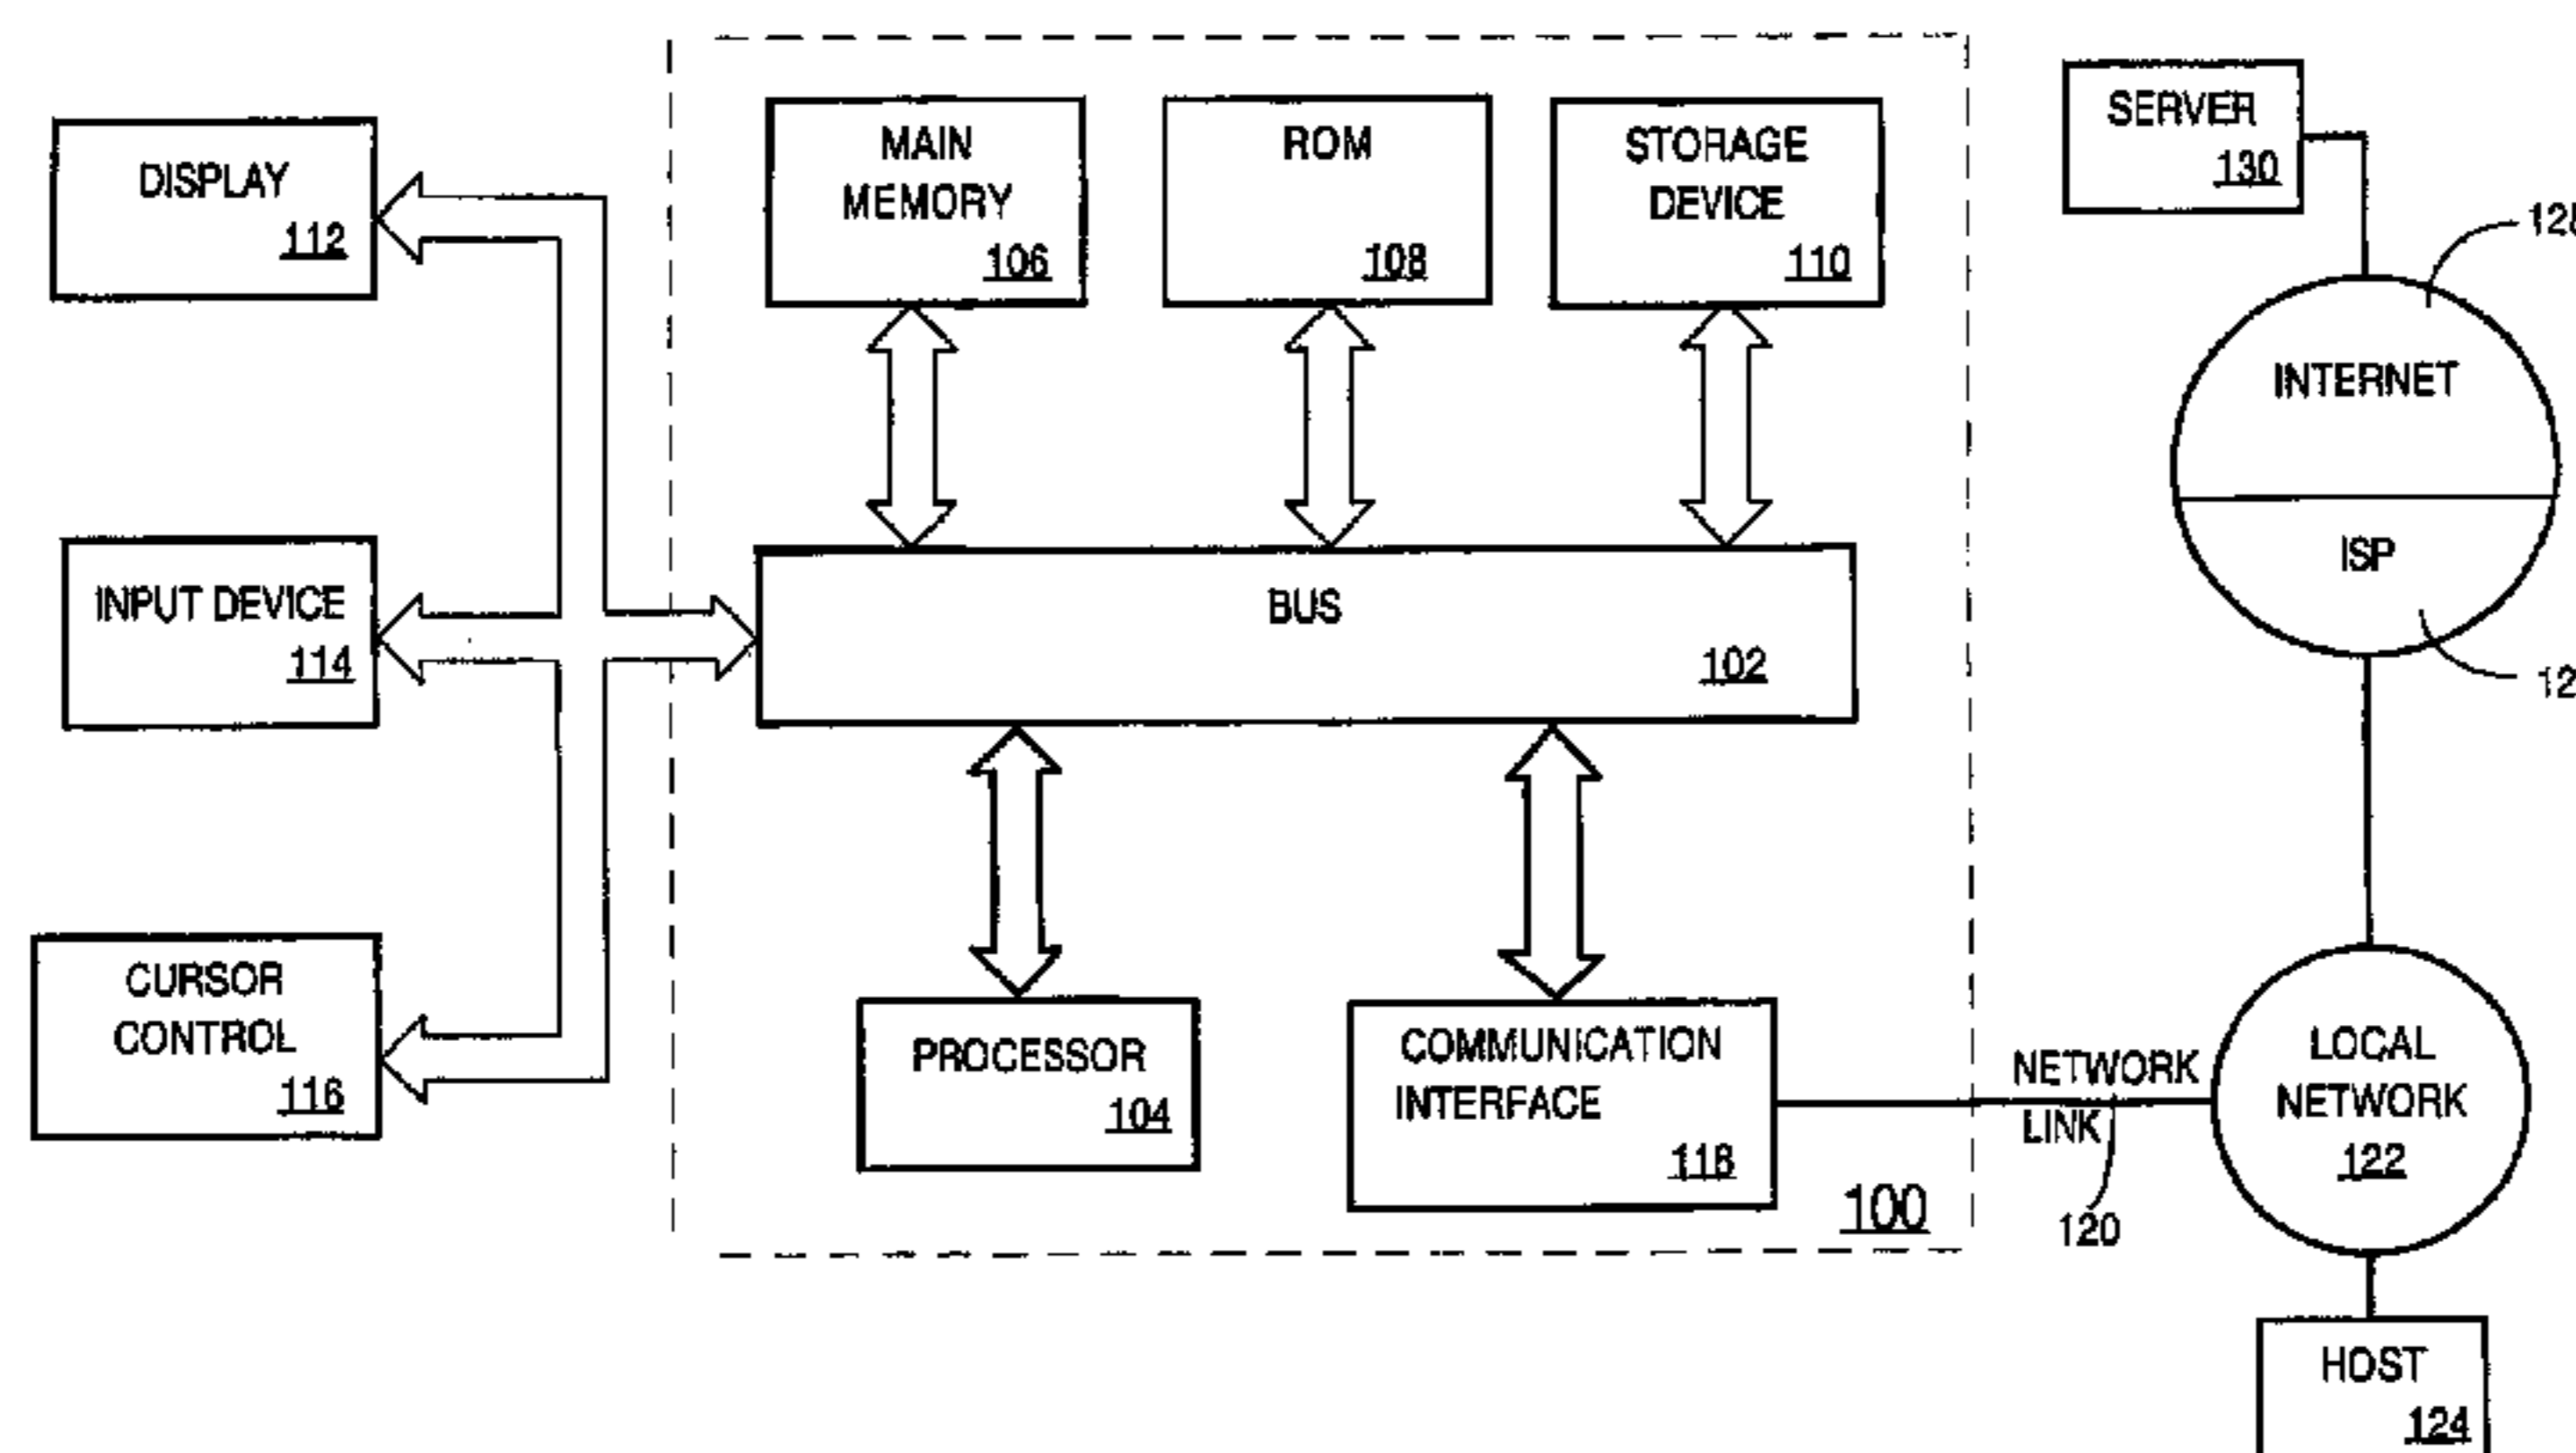 DISPLAY
112
INPUT DEVICE
114
CURSOR
CONTROL
116
MAIN
MEMORY
106
ROM
108
STORAGE
DEVICE
110
BUS
102
PROCESSOR
104
COMMUNICATION
INTERFACE
118
100
SERVER
130
INTERNET
ISP
NETWORK
LINK
120
LOCAL
NETWORK
122
HOST
124